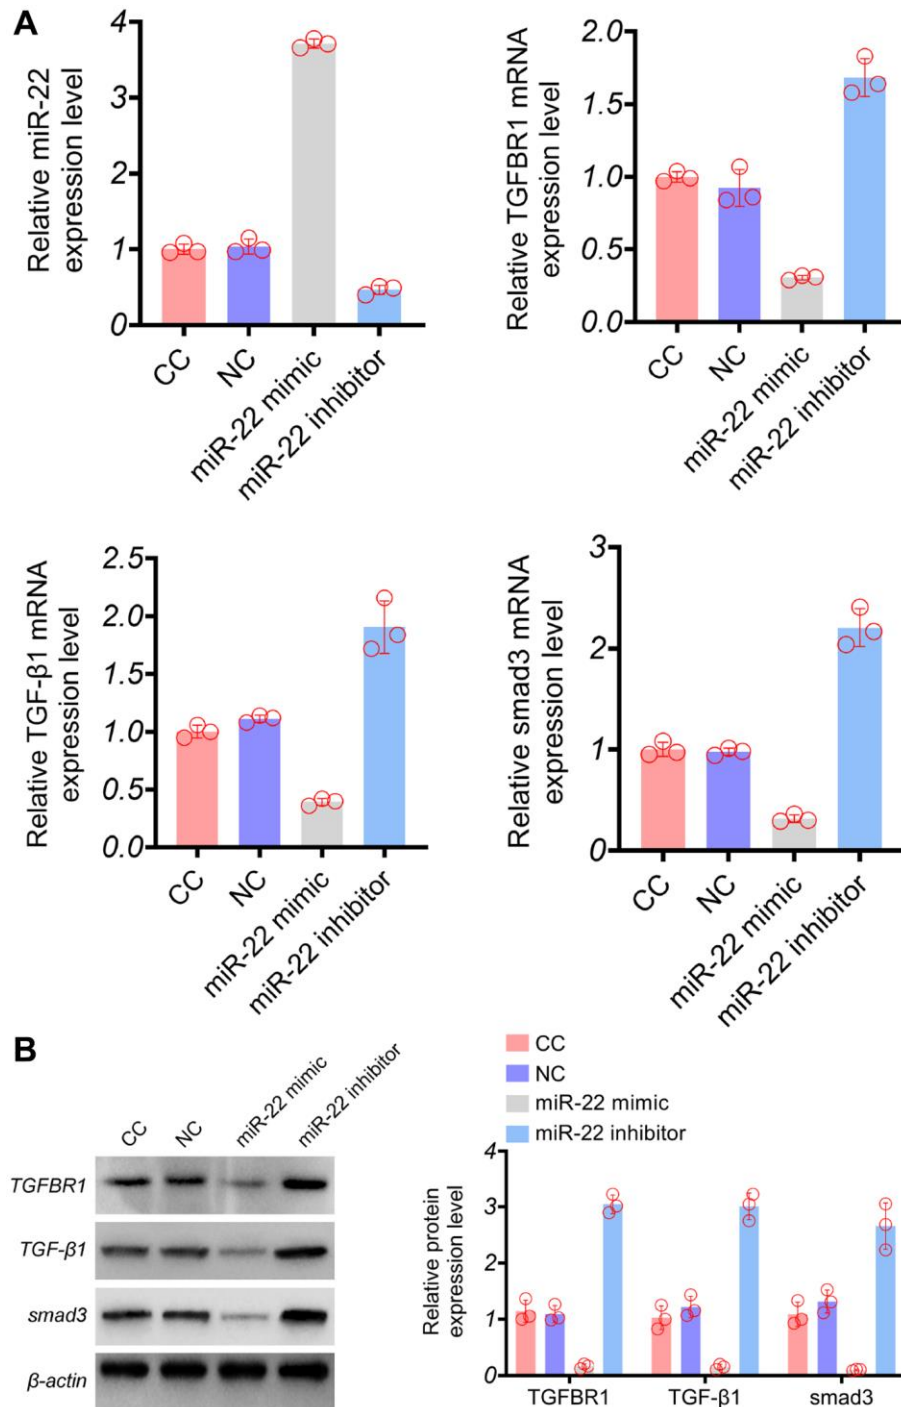 A
Relative miR-22
expression level
4
3
2
1
0
CC
NC
miR-22 mimic
miR-22 inhibitor
Relative TGFBR1 mRNA
expression level
2.0
1.5
1.0
0.5
0.0
CC
NC
miR-22 mimic
miR-22 inhibitor
Relative TGF-β1 mRNA
expression level
2.5
2.0
1.5
1.0
0.5
0.0
CC
NC
miR-22 mimic
miR-22 inhibitor
Relative smad3 mRNA
expression level
3
2
1
0
CC
NC
miR-22 mimic
miR-22 inhibitor
B
CC
NC
miR-22 mimic
miR-22 inhibitor
TGFBR1
TGF-β1
smad3
β-actin
CC
NC
miR-22 mimic
miR-22 inhibitor
Relative protein
expression level
4
3
2
1
0
TGFBR1
TGF-β1
smad3